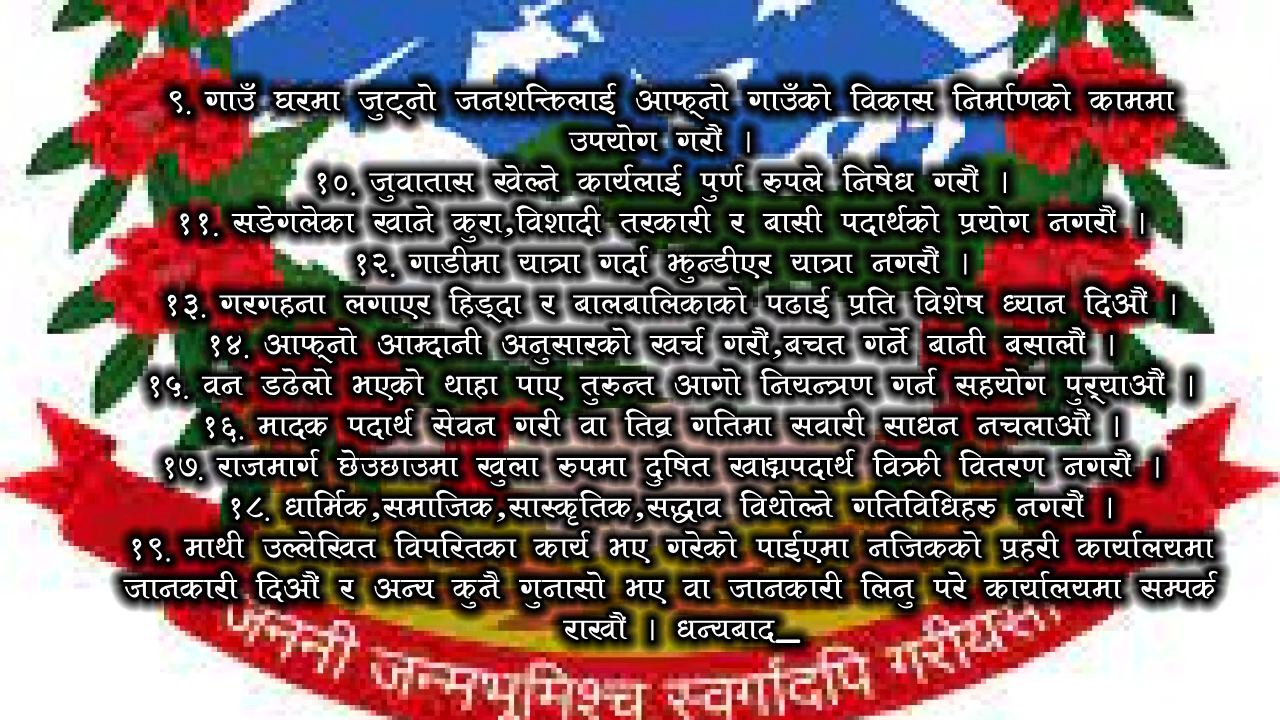 ९. गाउँ घरमा जुट्नो जनशक्तिलाई आफ्नो गाउँको विकास निर्माणको काममा
उपयोग गरौं ।
१०. जुवातास खेल्ने कार्यलाई पुर्ण रुपले निषेध गरौं ।
११. सडेगलेका खाने कुरा,विशादी तरकारी र बासी पदार्थको प्रयोग नगरौं ।
१२. गाडीमा यात्रा गर्दा झुन्डीएर यात्रा नगरौं ।
१३. गरगहना लगाएर हिड्दा र बालबालिकाको पढाई प्रति विशेष ध्यान दिऔं ।
१४. आफ्नो आम्दानी अनुसारको खर्च गरौं,बचत गर्ने बानी बसालौं ।
१५. वन डढेलो भएको थाहा पाए तुरुन्त आगो नियन्त्रण गर्न सहयोग पुर्‍याऔं ।
१६. मादक पदार्थ सेवन गरी वा तिव्र गतिमा सवारी साधन नचलाऔं ।
१७. राजमार्ग छेउछाउमा खुला रुपमा दुषित खाद्यपदार्थ विक्री वितरण नगरौं ।
१८. धार्मिक,समाजिक,सास्कृतिक,सद्भाव विथोल्ने गतिविधिहरु नगरौं ।
१९. माथी उल्लेखित विपरितका कार्य भए गरेको पाईएमा नजिकको प्रहरी कार्यालयमा
जानकारी दिऔं र अन्य कुनै गुनासो भए वा जानकारी लिनु परे कार्यालयमा सम्पर्क
राखौं । धन्यबाद_
जननी जन्मभूमिश्च स्वर्गादपि गरीयसी